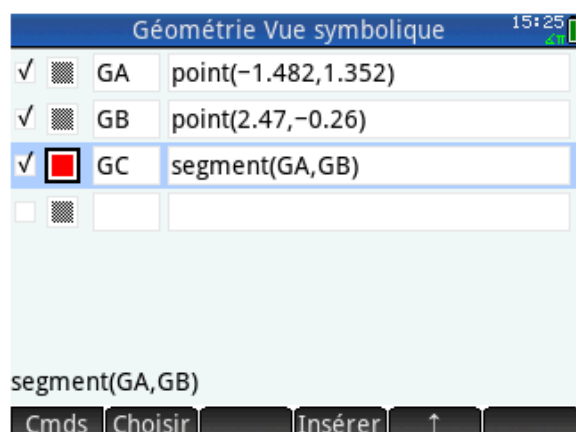 Géométrie Vue symbolique 15:25
∡π
√ GA point(−1.482,1.352)
√ GB point(2.47,−0.26)
√ GC segment(GA,GB)
segment(GA,GB)
Cmds Choisir Insérer ↑